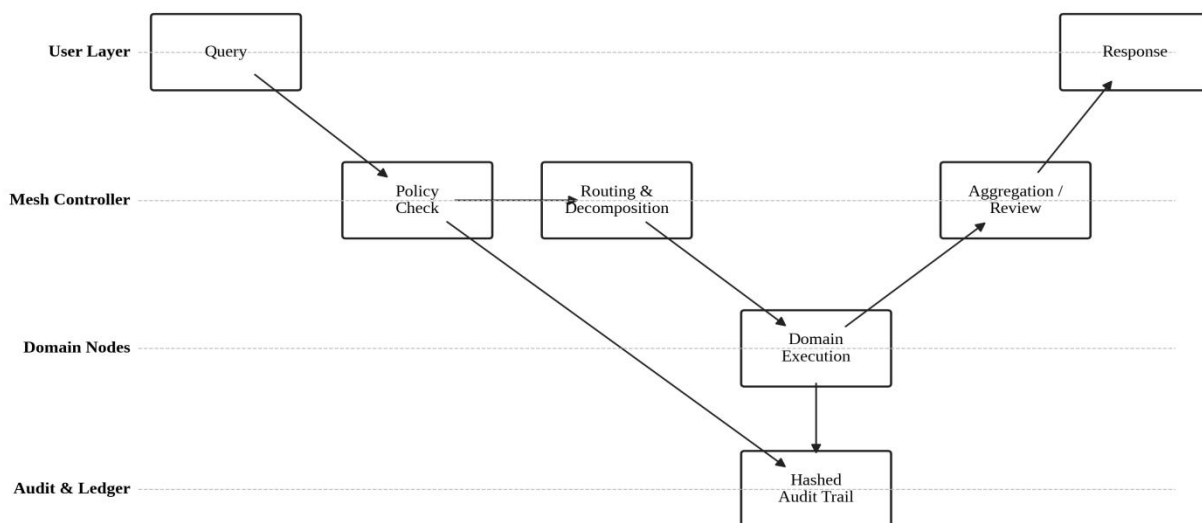 User Layer
Query
Response
Mesh Controller
Policy
Check
Routing &
Decomposition
Aggregation /
Review
Domain Nodes
Domain
Execution
Audit & Ledger
Hashed
Audit Trail